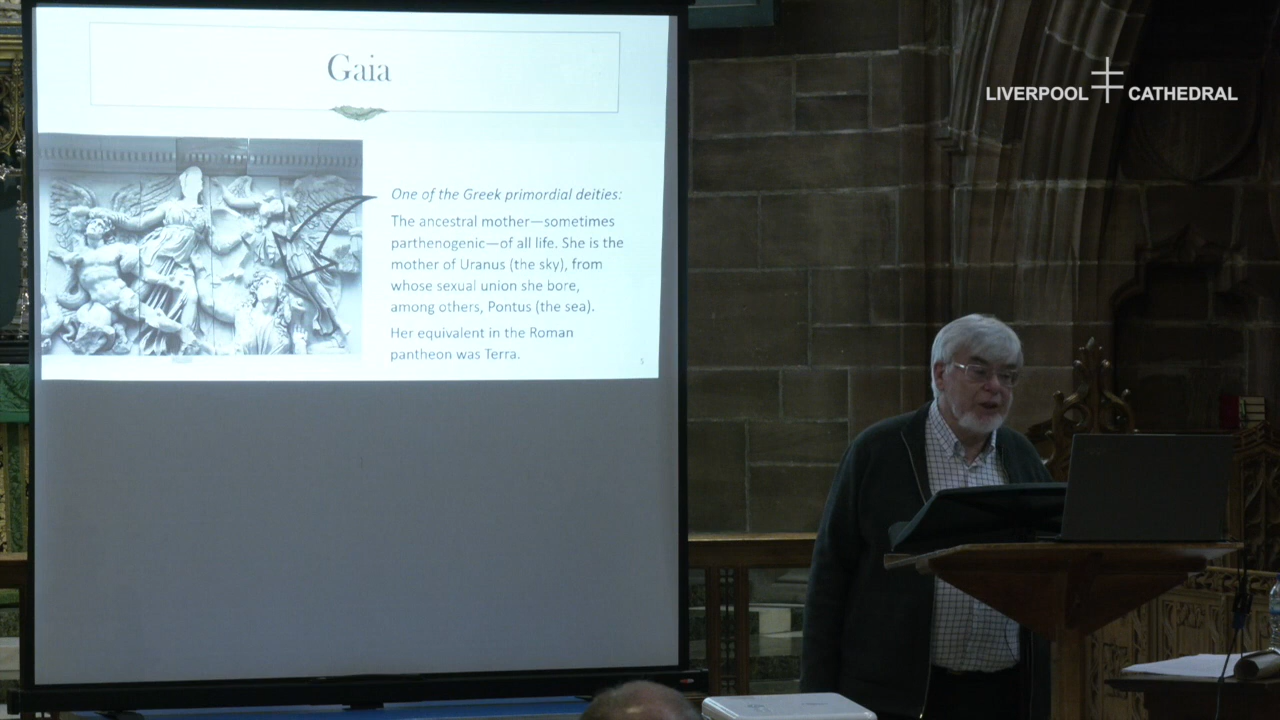 Gaia
LIVERPOOL CATHEDRAL
One of the Greek primordial deities:
The ancestral mother—sometimes
parthenogenic—of all life. She is the
mother of Uranus (the sky), from
whose sexual union she bore,
among others, Pontus (the sea).
Her equivalent in the Roman
pantheon was Terra.
5